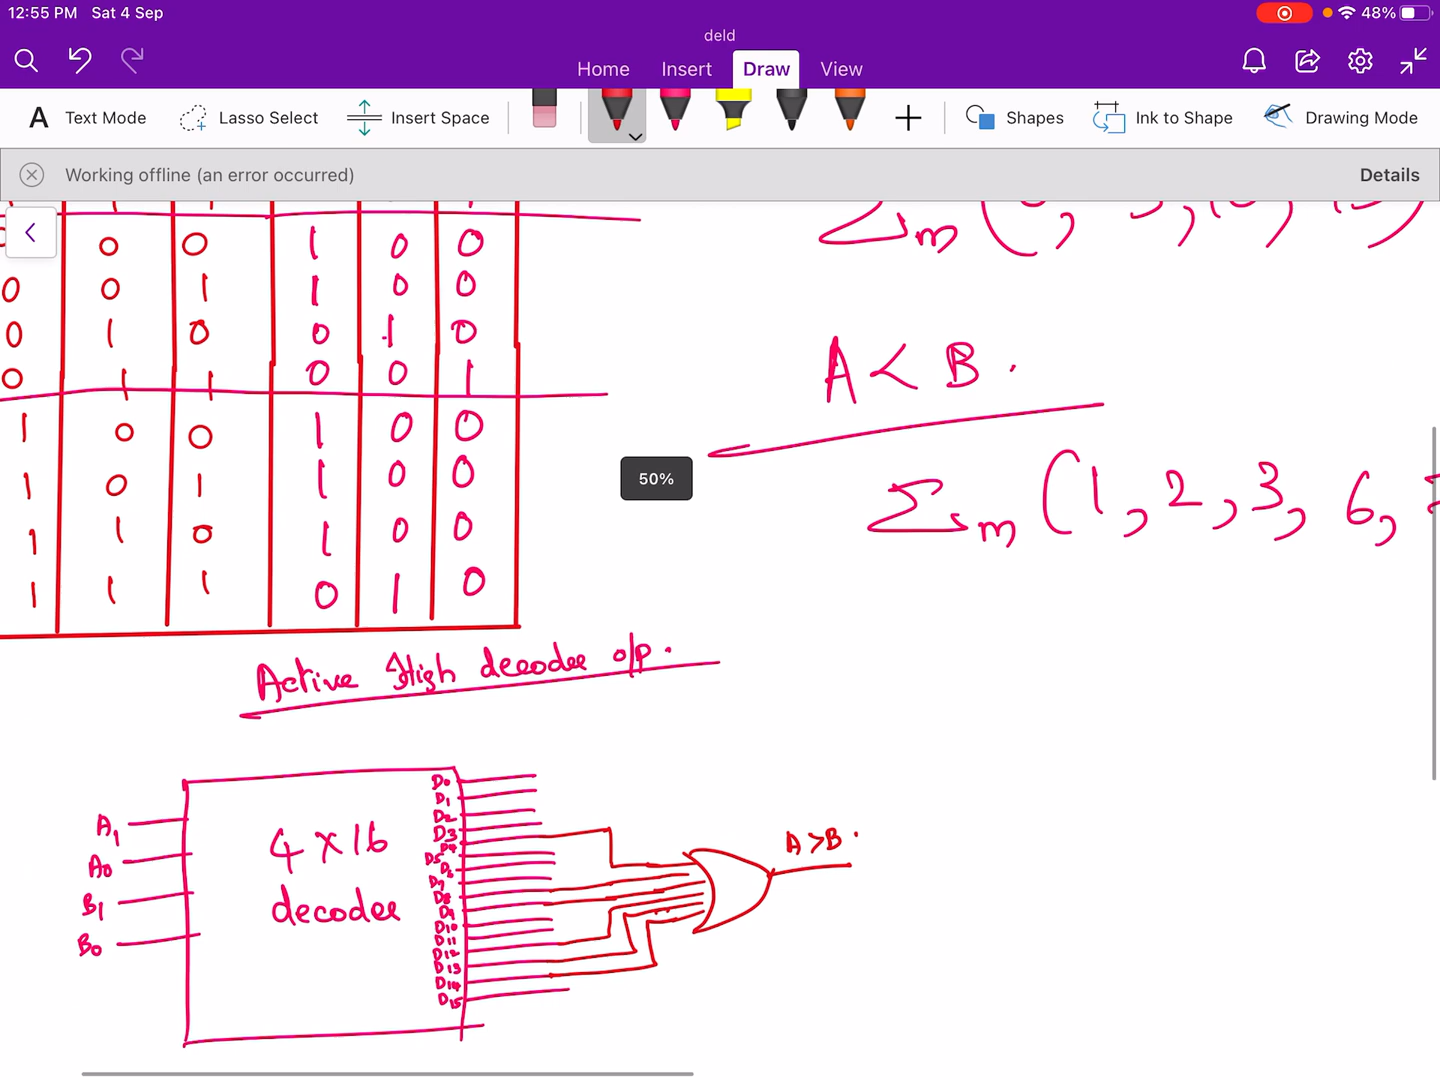 12:55 PM Sat 4 Sep 48%
deld
Home Insert Draw View
A Text Mode Lasso Select Insert Space Shapes Ink to Shape Drawing Mode
Working offline (an error occurred) Details
0 0 1 0 0
0 0 1 1 0 0
0 1 0 0 1 0
0 1 1 0 0 1
1 0 0 1 0 0
1 0 1 1 0 0
1 1 0 1 0 0
1 1 1 0 1 0
Σm (
A < B.
50%
Σm (1, 2, 3, 6,
Active High decoder o/p.
4 X 16
decoder
A1
A0
B1
B0
D0
D1
D2
D3
D4
D5
D6
D7
D8
D9
D10
D11
D12
D13
D14
D15
A > B.